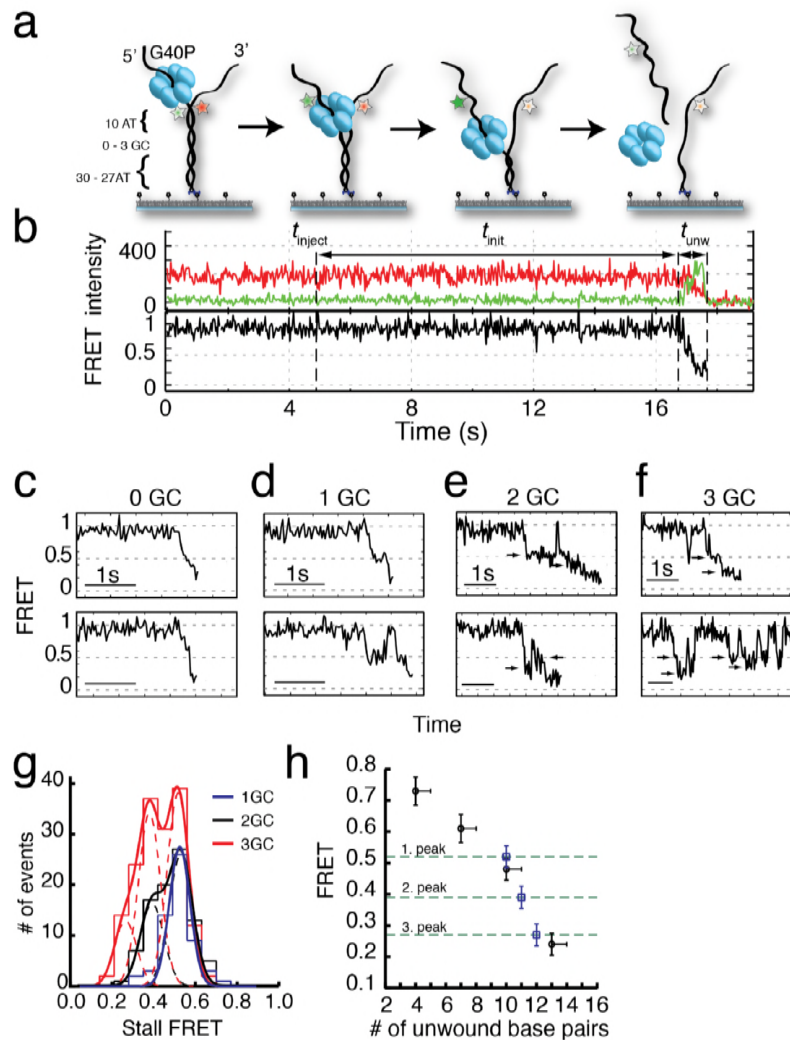 a
5' G40P 3'
10 AT
0 - 3 GC
30 - 27AT
b
t inject
t init
t unw
400
0
FRET intensity
1
0.5
0
0 4 8 12 16
Time (s)
c 0 GC
d 1 GC
e 2 GC
f 3 GC
1
0.5
0
1s
1s
1s
1s
FRET
1
0.5
0
Time
g
40
30
20
10
0
# of events
1GC
2GC
3GC
0.0 0.2 0.4 0.6 0.8 1.0
Stall FRET
h
0.8
0.7
0.6
0.5
0.4
0.3
0.2
0.1
FRET
1. peak
2. peak
3. peak
2 4 6 8 10 12 14 16
# of unwound base pairs